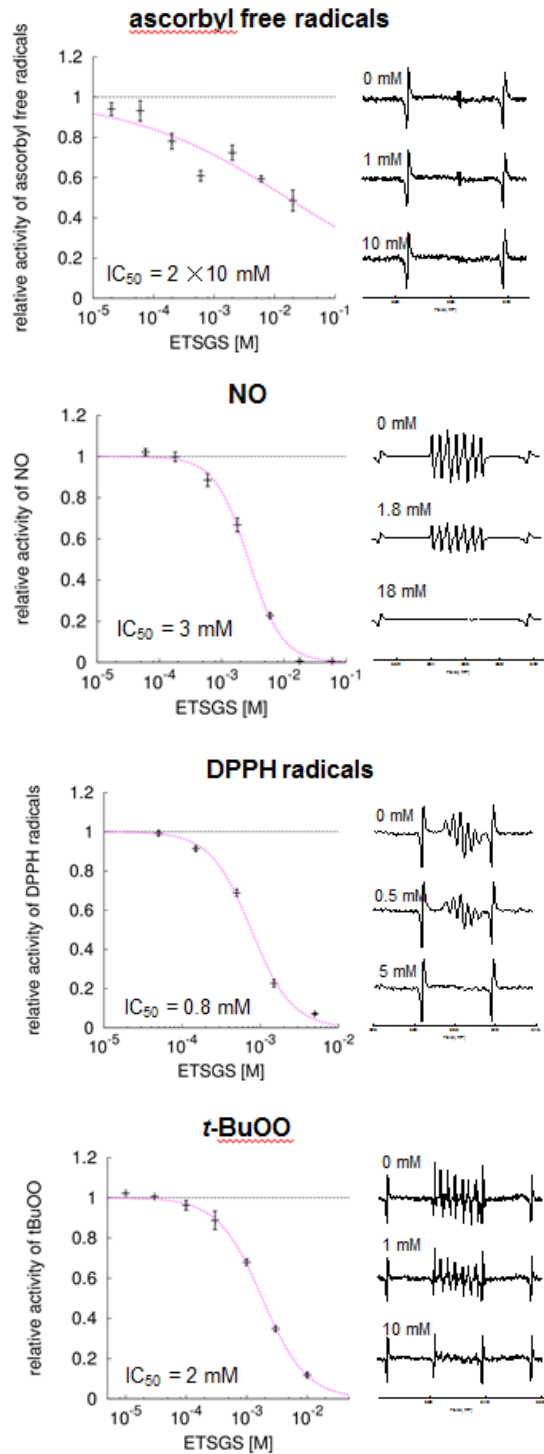 ascorbyl free radicals
relative activity of ascorbyl free radicals
1.2
1
0.8
0.6
0.4
0.2
0
IC50 = 2 ×10 mM
10-5 10-4 10-3 10-2 10-1
ETSGS [M]
0 mM
1 mM
10 mM
NO
relative activity of NO
1.2
1
0.8
0.6
0.4
0.2
0
IC50 = 3 mM
10-5 10-4 10-3 10-2 10-1
ETSGS [M]
0 mM
1.8 mM
18 mM
DPPH radicals
relative activity of DPPH radicals
1.2
1
0.8
0.6
0.4
0.2
0
IC50 = 0.8 mM
10-5 10-4 10-3 10-2
ETSGS [M]
0 mM
0.5 mM
5 mM
t-BuOO
relative activity of tBuOO
1.2
1
0.8
0.6
0.4
0.2
0
IC50 = 2 mM
10-5 10-4 10-3 10-2
ETSGS [M]
0 mM
1 mM
10 mM